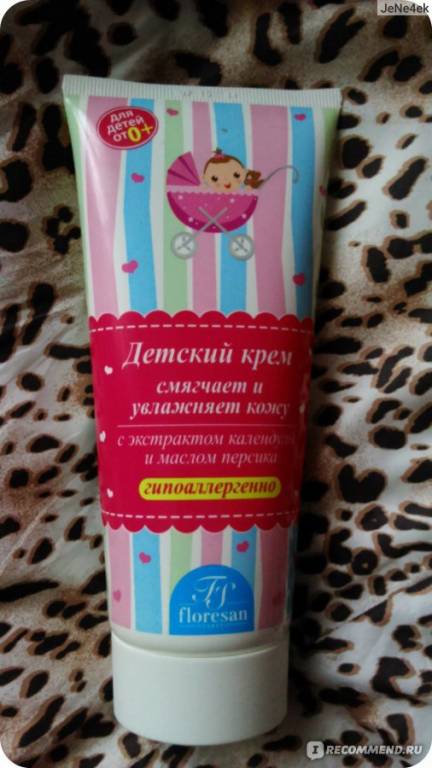 JeNe4ek
для
детей
от 0+
Детский крем
смягчает и
увлажняет кожу
с экстрактом календулы
и маслом персика
гипоаллергенно
FS
floresan
I RECOMMEND.RU